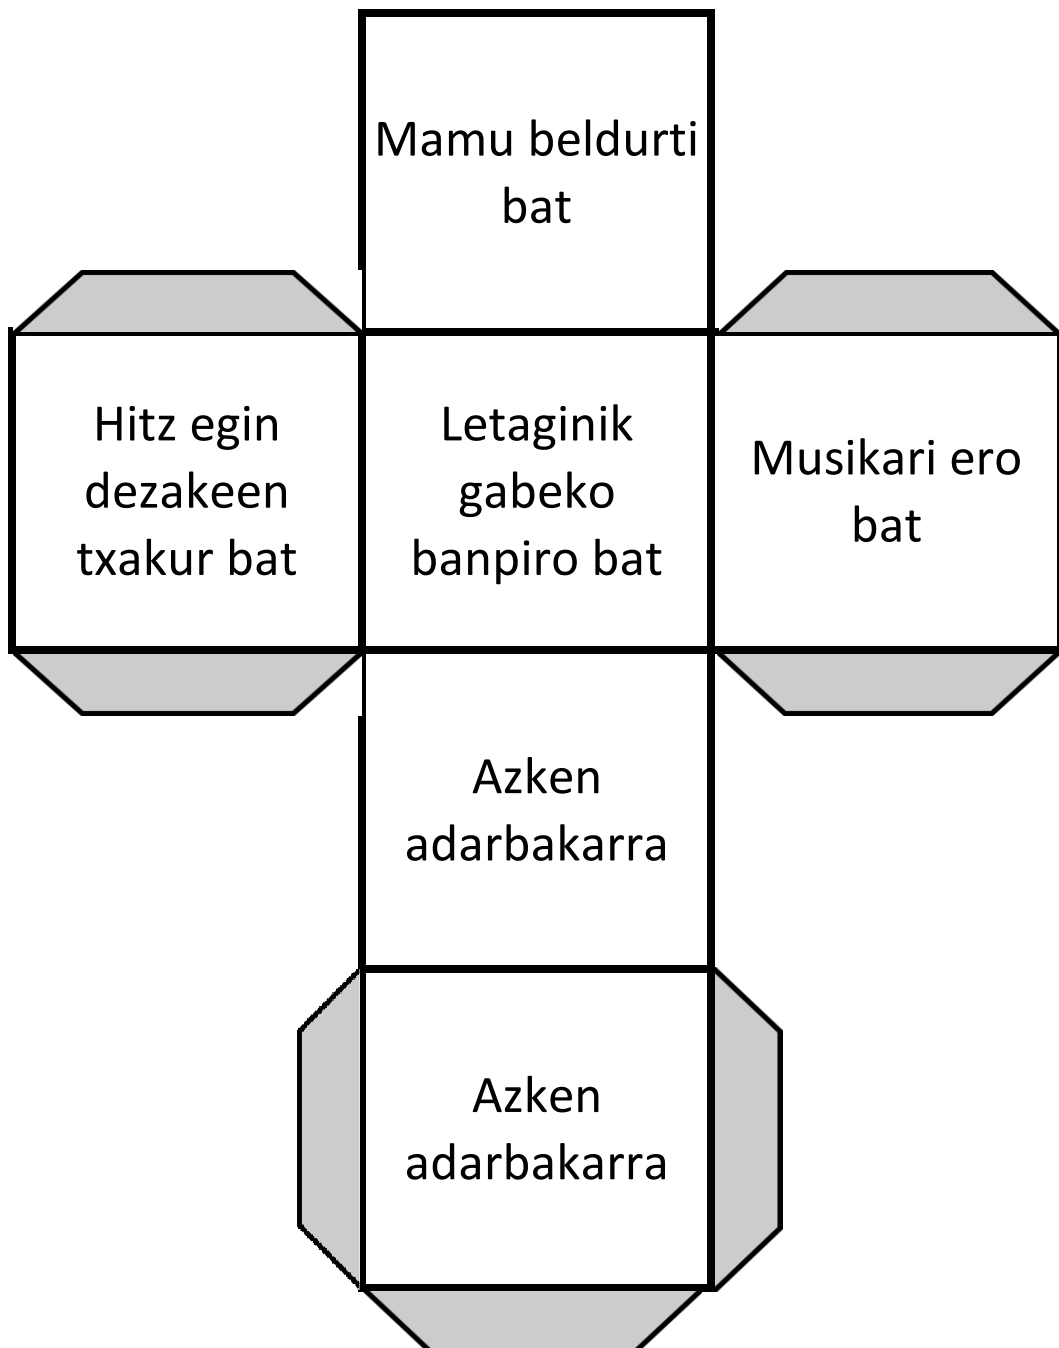 Mamu beldurti
bat
Hitz egin
dezakeen
txakur bat
Letaginik
gabeko
banpiro bat
Musikari ero
bat
Azken
adarbakarra
Azken
adarbakarra